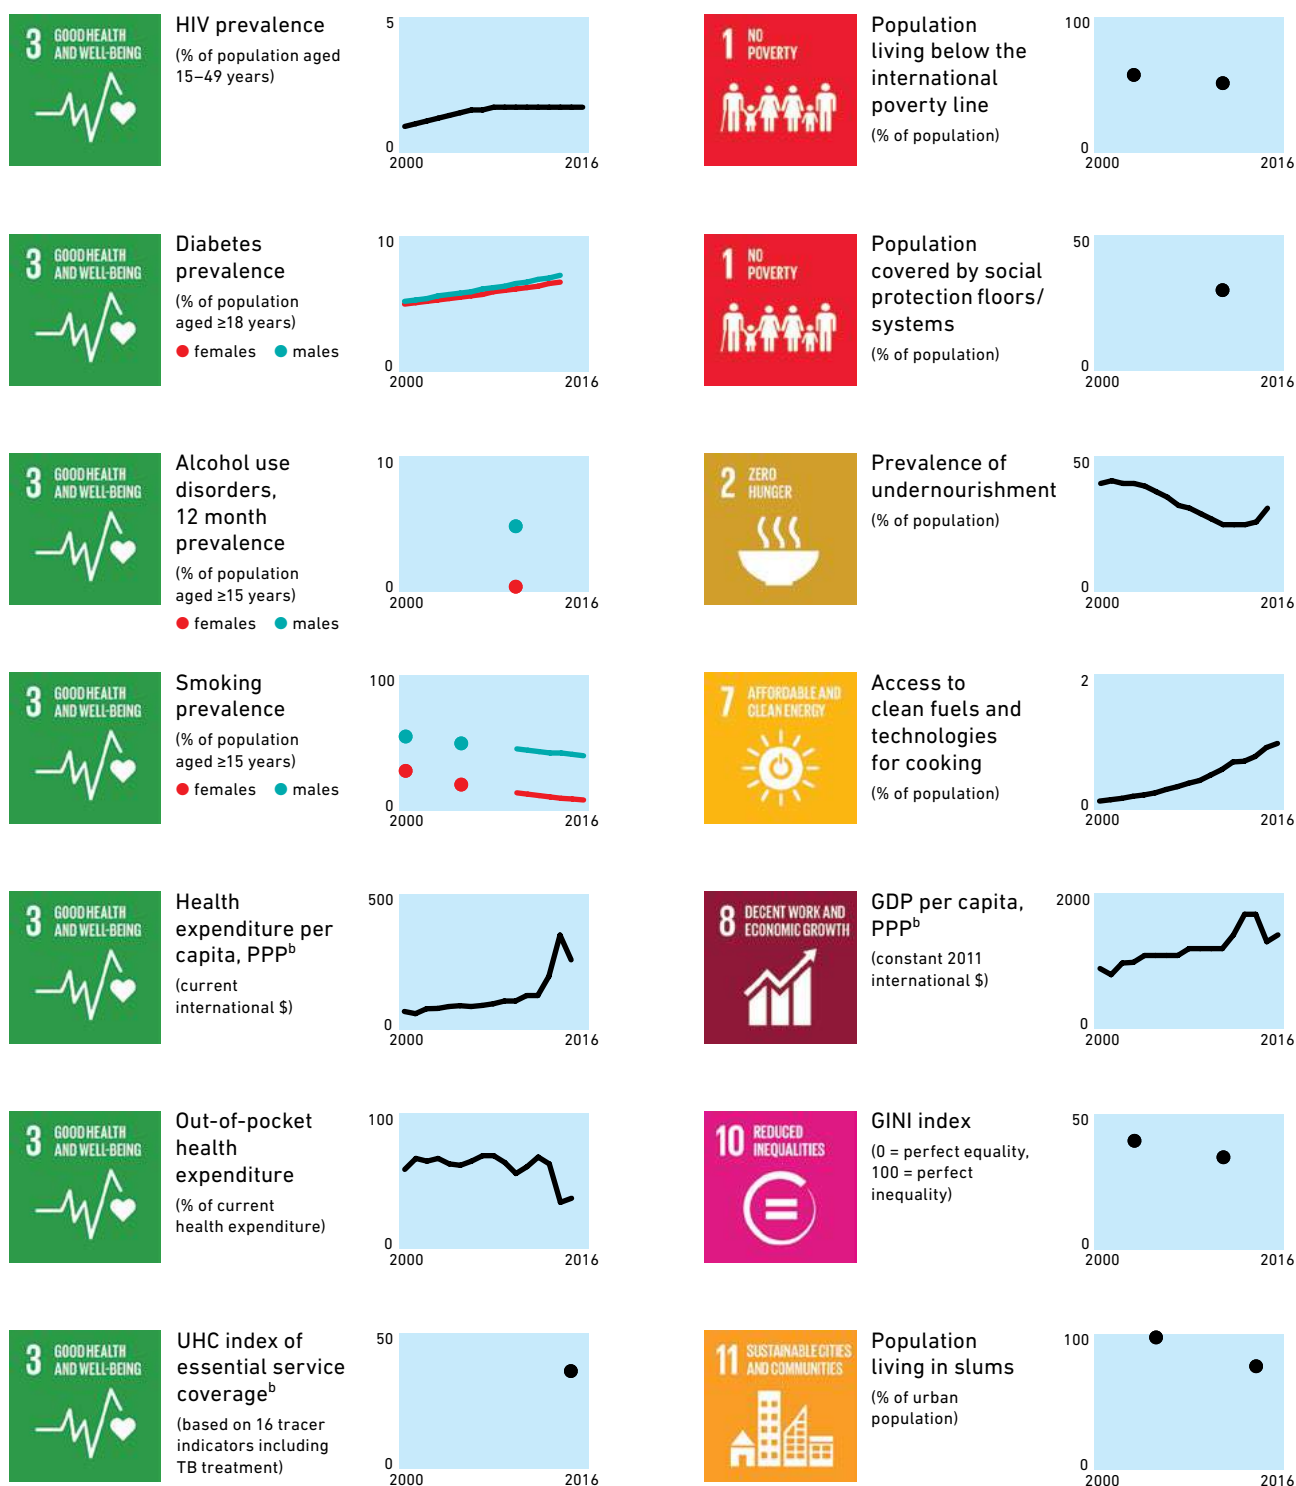 3 GOOD HEALTH
AND WELL-BEING
HIV prevalence
(% of population aged
15–49 years)
5
0
2000 2016
1 NO
POVERTY
Population
living below the
international
poverty line
(% of population)
100
0
2000 2016
3 GOOD HEALTH
AND WELL-BEING
Diabetes
prevalence
(% of population
aged ≥18 years)
females males
10
0
2000 2016
1 NO
POVERTY
Population
covered by social
protection floors/
systems
(% of population)
50
0
2000 2016
3 GOOD HEALTH
AND WELL-BEING
Alcohol use
disorders,
12 month
prevalence
(% of population
aged ≥15 years)
females males
10
0
2000 2016
2 ZERO
HUNGER
Prevalence of
undernourishment
(% of population)
50
0
2000 2016
3 GOOD HEALTH
AND WELL-BEING
Smoking
prevalence
(% of population
aged ≥15 years)
females males
100
0
2000 2016
7 AFFORDABLE AND
CLEAN ENERGY
Access to
clean fuels and
technologies
for cooking
(% of population)
2
0
2000 2016
3 GOOD HEALTH
AND WELL-BEING
Health
expenditure per
capita, PPPb
(current
international $)
500
0
2000 2016
8 DECENT WORK AND
ECONOMIC GROWTH
GDP per capita,
PPPb
(constant 2011
international $)
2000
0
2000 2016
3 GOOD HEALTH
AND WELL-BEING
Out-of-pocket
health
expenditure
(% of current
health expenditure)
100
0
2000 2016
10 REDUCED
INEQUALITIES
GINI index
(0 = perfect equality,
100 = perfect
inequality)
50
0
2000 2016
3 GOOD HEALTH
AND WELL-BEING
UHC index of
essential service
coverageb
(based on 16 tracer
indicators including
TB treatment)
50
0
2000 2016
11 SUSTAINABLE CITIES
AND COMMUNITIES
Population
living in slums
(% of urban
population)
100
0
2000 2016